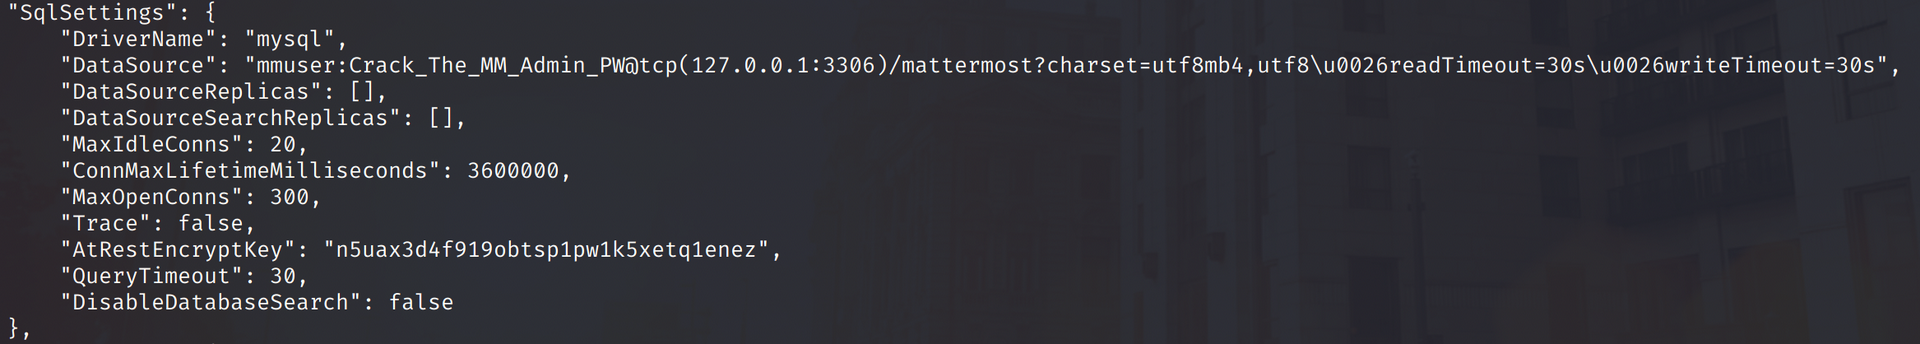 "SqlSettings": {
    "DriverName": "mysql",
    "DataSource": "mmuser:Crack_The_MM_Admin_PW@tcp(127.0.0.1:3306)/mattermost?charset=utf8mb4,utf8\u0026readTimeout=30s\u0026writeTimeout=30s",
    "DataSourceReplicas": [],
    "DataSourceSearchReplicas": [],
    "MaxIdleConns": 20,
    "ConnMaxLifetimeMilliseconds": 3600000,
    "MaxOpenConns": 300,
    "Trace": false,
    "AtRestEncryptKey": "n5uax3d4f919obtsp1pw1k5xetq1enez",
    "QueryTimeout": 30,
    "DisableDatabaseSearch": false
},